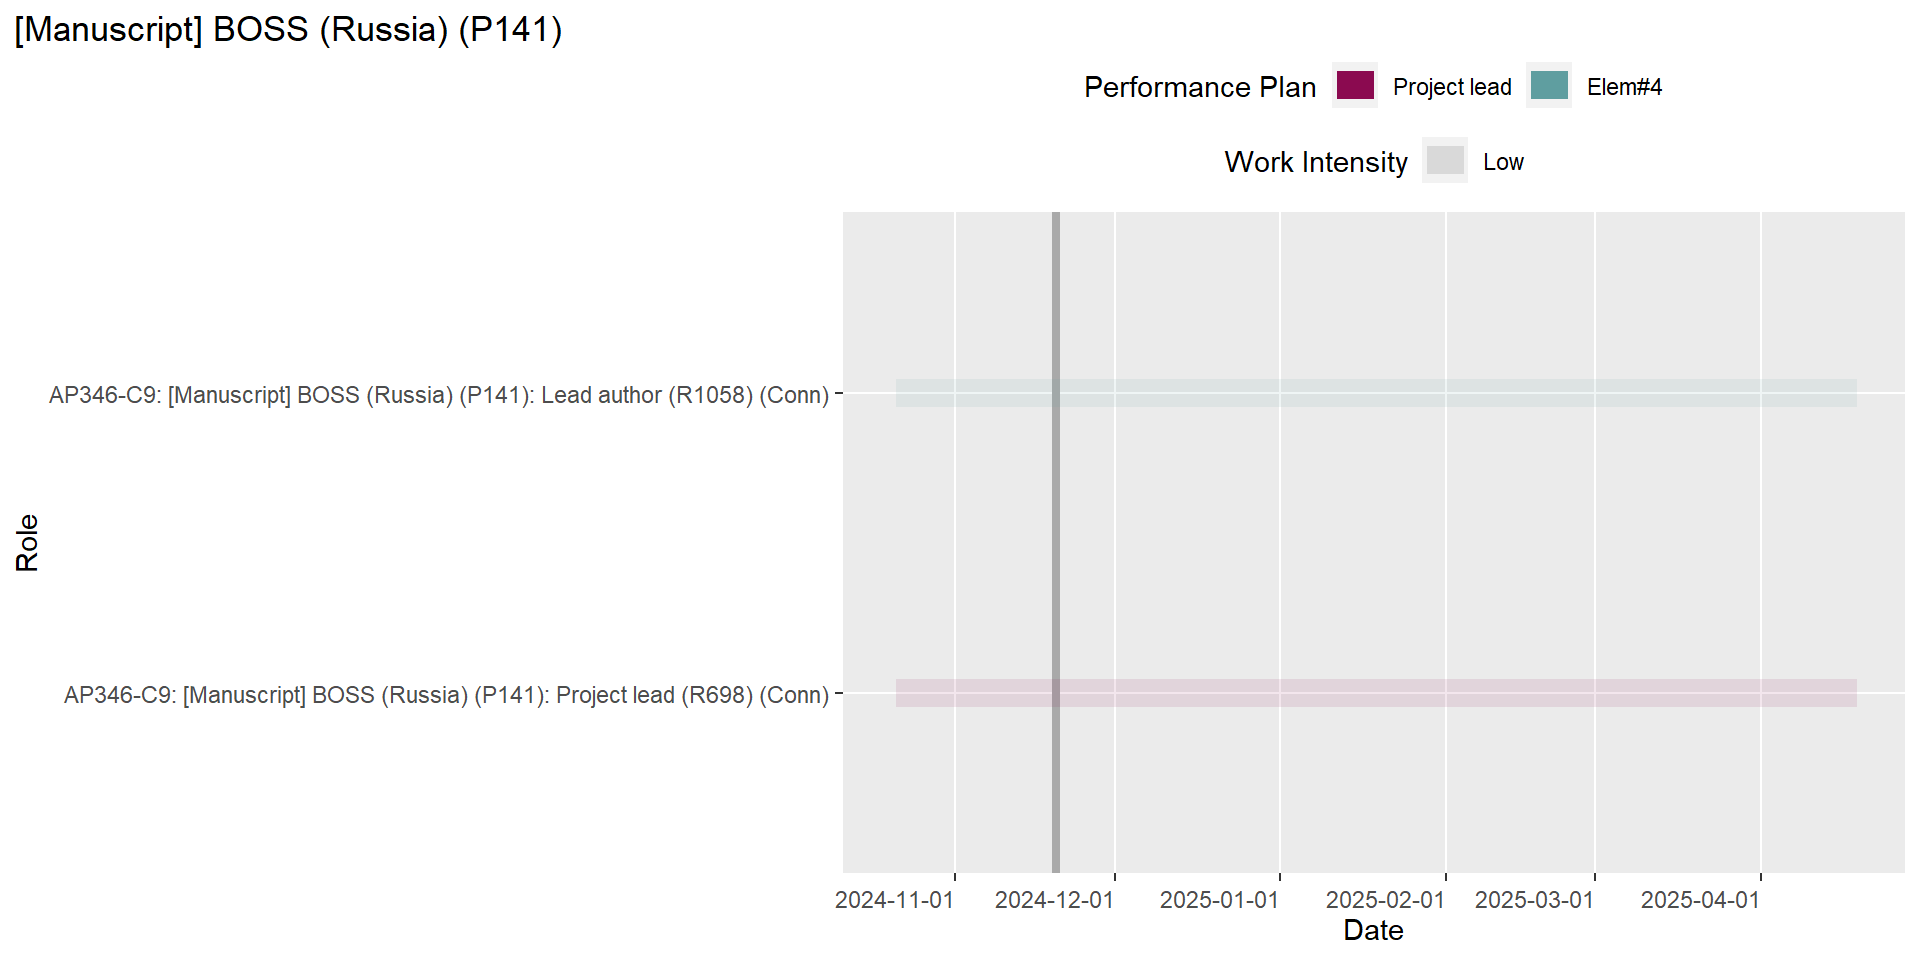 [Manuscript] BOSS (Russia) (P141)
Performance Plan Project lead Elem#4
Work Intensity Low
AP346-C9: [Manuscript] BOSS (Russia) (P141): Lead author (R1058) (Conn)
Role
AP346-C9: [Manuscript] BOSS (Russia) (P141): Project lead (R698) (Conn)
2024-11-01 2024-12-01 2025-01-01 2025-02-01 2025-03-01 2025-04-01
Date